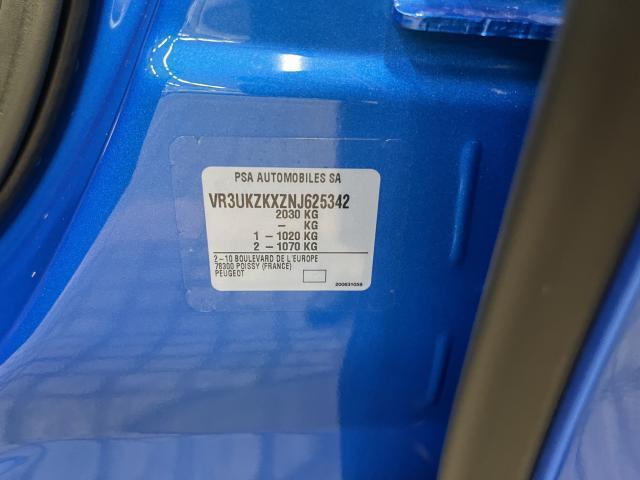 PSA AUTOMOBILES SA
VR3UKZKXZNJ625342
2030 KG
– KG
1 – 1020 KG
2 – 1070 KG
2 – 10 BOULEVARD DE L'EUROPE
78300 POISSY (FRANCE)
PEUGEOT
200631059